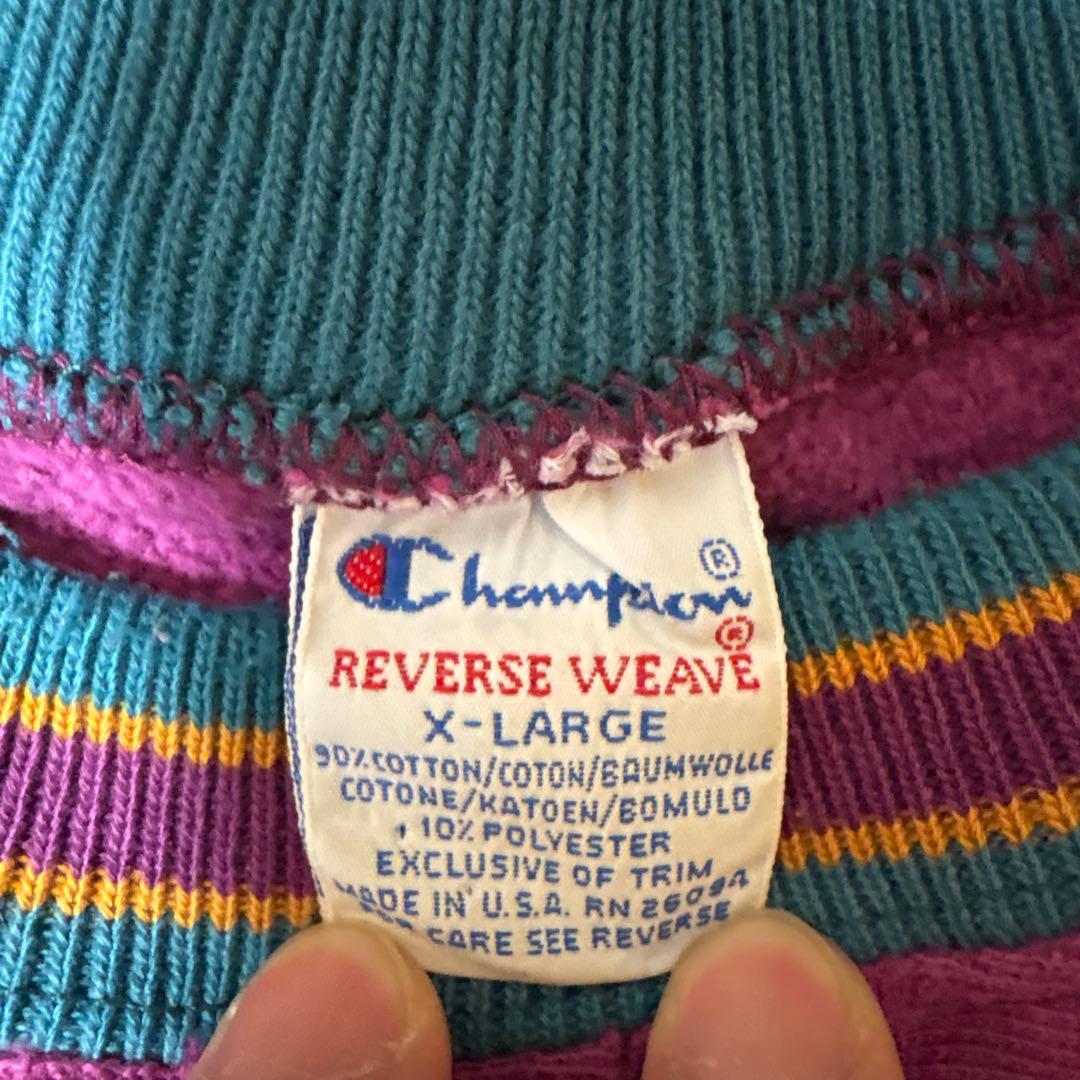 Champion®
REVERSE WEAVE®
X-LARGE
90% COTTON/COTON/BAUMWOLLE
COTONE/KATOEN/BOMULD
10% POLYESTER
EXCLUSIVE OF TRIM
MADE IN U.S.A. RN 26094
CARE SEE REVERSE